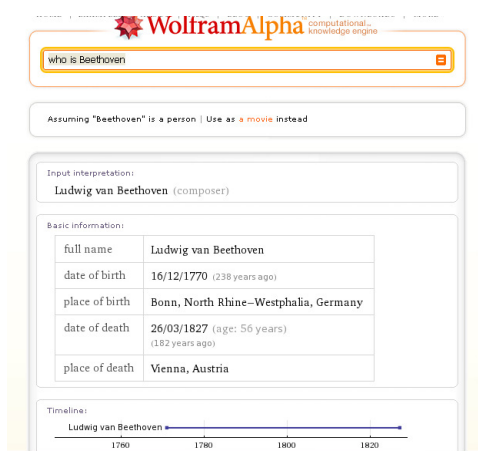 WolframAlpha computational... knowledge engine
who is Beethoven
Assuming "Beethoven" is a person | Use as a movie instead
Input interpretation:
Ludwig van Beethoven (composer)
Basic information:
full name Ludwig van Beethoven
date of birth 16/12/1770 (238 years ago)
place of birth Bonn, North Rhine–Westphalia, Germany
date of death 26/03/1827 (age: 56 years)
(182 years ago)
place of death Vienna, Austria
Timeline:
Ludwig van Beethoven
1760 1780 1800 1820